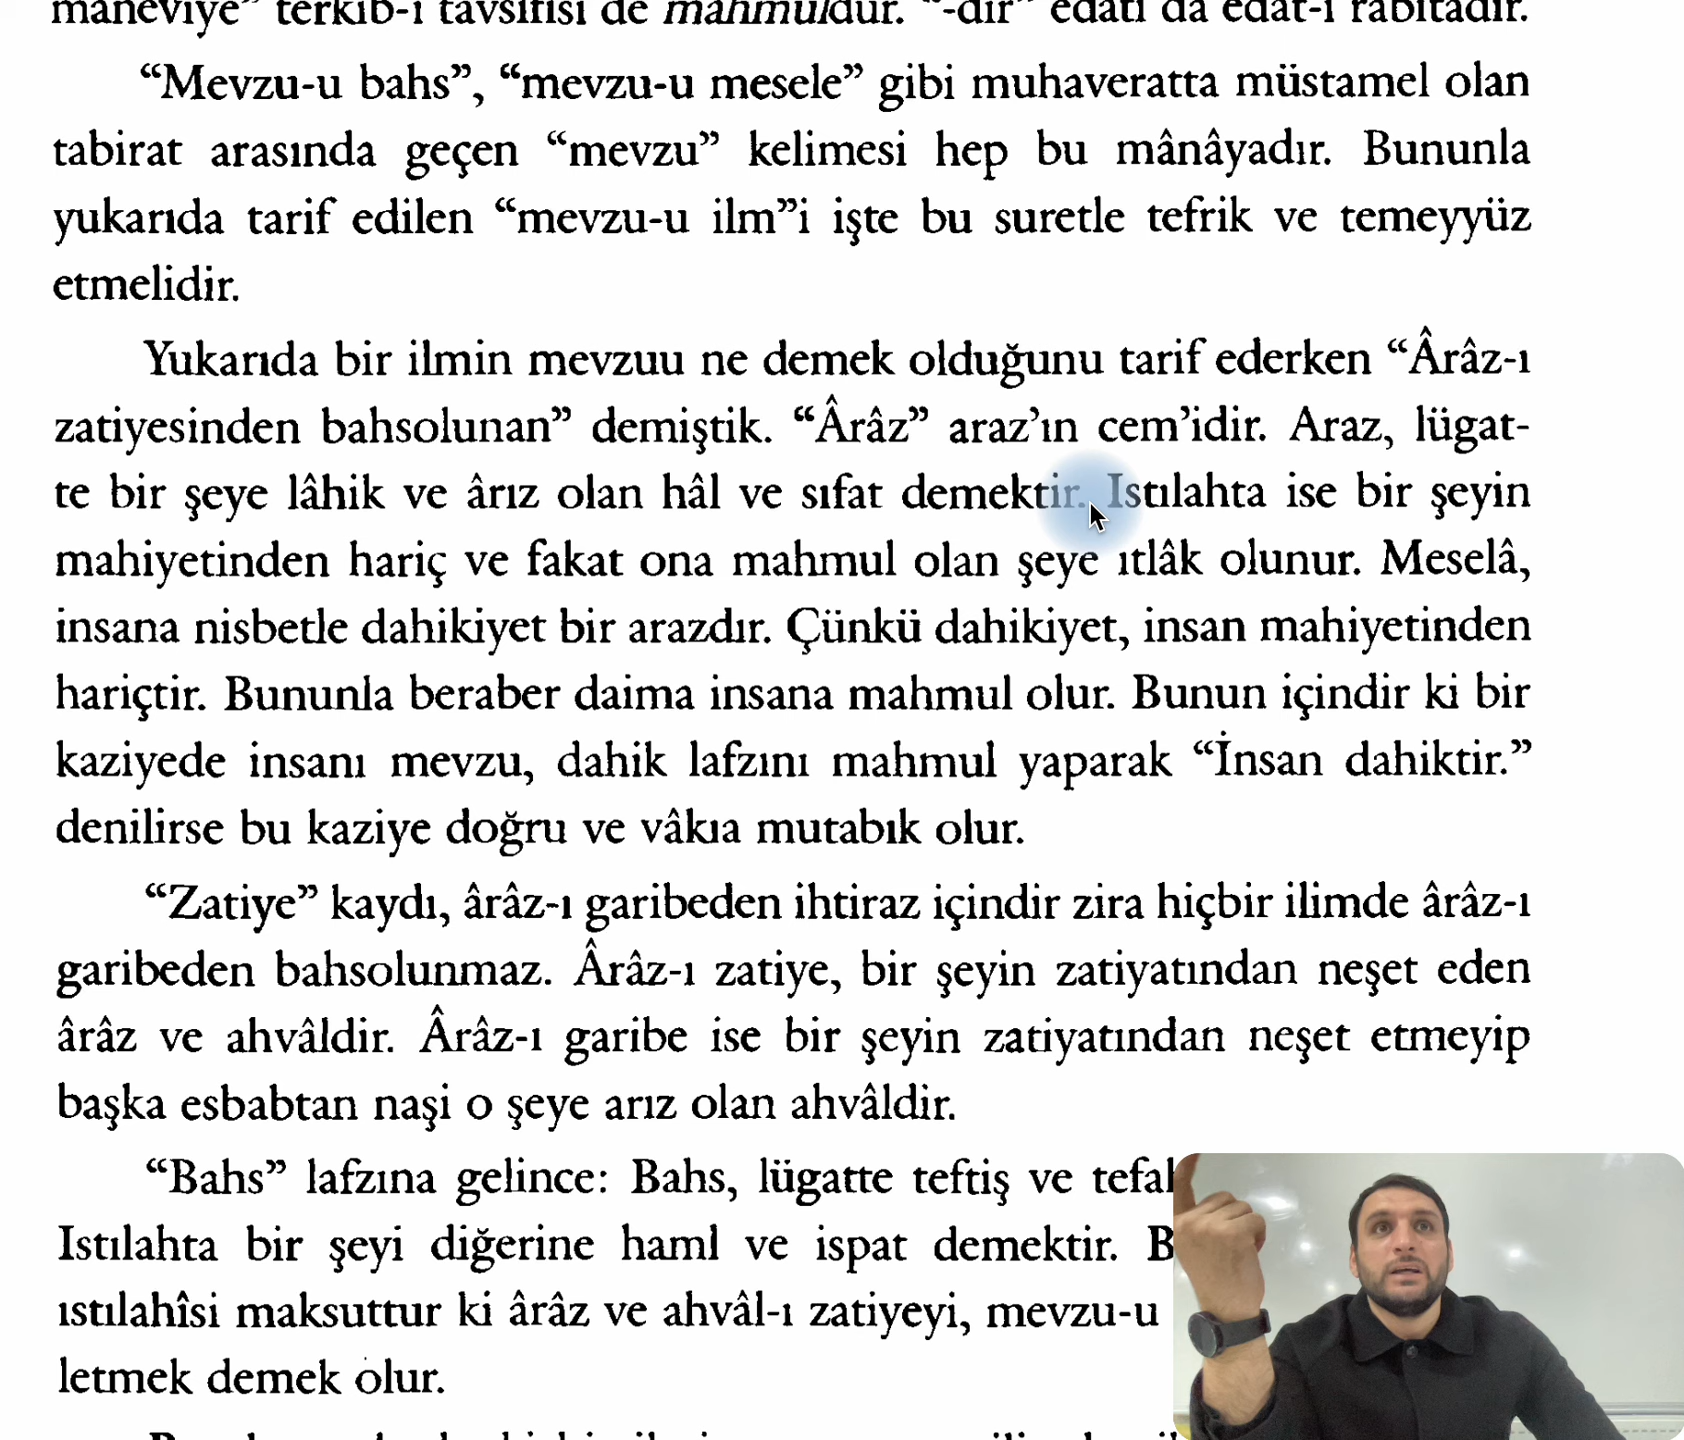 maneviye” terkib-i tavsifîsi de mahmuldur. “-dir” edatı da edat-ı rabıtadır.
“Mevzu-u bahs”, “mevzu-u mesele” gibi muhaveratta müstamel olan
tabirat arasında geçen “mevzu” kelimesi hep bu mânâyadır. Bununla
yukarıda tarif edilen “mevzu-u ilm”i işte bu suretle tefrik ve temeyyüz
etmelidir.
Yukarıda bir ilmin mevzuu ne demek olduğunu tarif ederken “Ârâz-ı
zatiyesinden bahsolunan” demiştik. “Ârâz” araz’ın cem’idir. Araz, lügat-
te bir şeye lâhik ve ârız olan hâl ve sıfat demektir. Istılahta ise bir şeyin
mahiyetinden hariç ve fakat ona mahmul olan şeye ıtlâk olunur. Meselâ,
insana nisbetle dahikiyet bir arazdır. Çünkü dahikiyet, insan mahiyetinden
hariçtir. Bununla beraber daima insana mahmul olur. Bunun içindir ki bir
kaziyede insanı mevzu, dahik lafzını mahmul yaparak “İnsan dahiktir.”
denilirse bu kaziye doğru ve vâkıa mutabık olur.
“Zatiye” kaydı, ârâz-ı garibeden ihtiraz içindir zira hiçbir ilimde ârâz-ı
garibeden bahsolunmaz. Ârâz-ı zatiye, bir şeyin zatiyatından neşet eden
ârâz ve ahvâldir. Ârâz-ı garibe ise bir şeyin zatiyatından neşet etmeyip
başka esbabtan naşi o şeye arız olan ahvâldir.
“Bahs” lafzına gelince: Bahs, lügatte teftiş ve
Istılahta bir şeyi diğerine haml ve ispat demektir.
ıstılahîsi maksuttur ki ârâz ve ahvâl-ı zatiyeyi, mevzu-u
letmek demek olur.